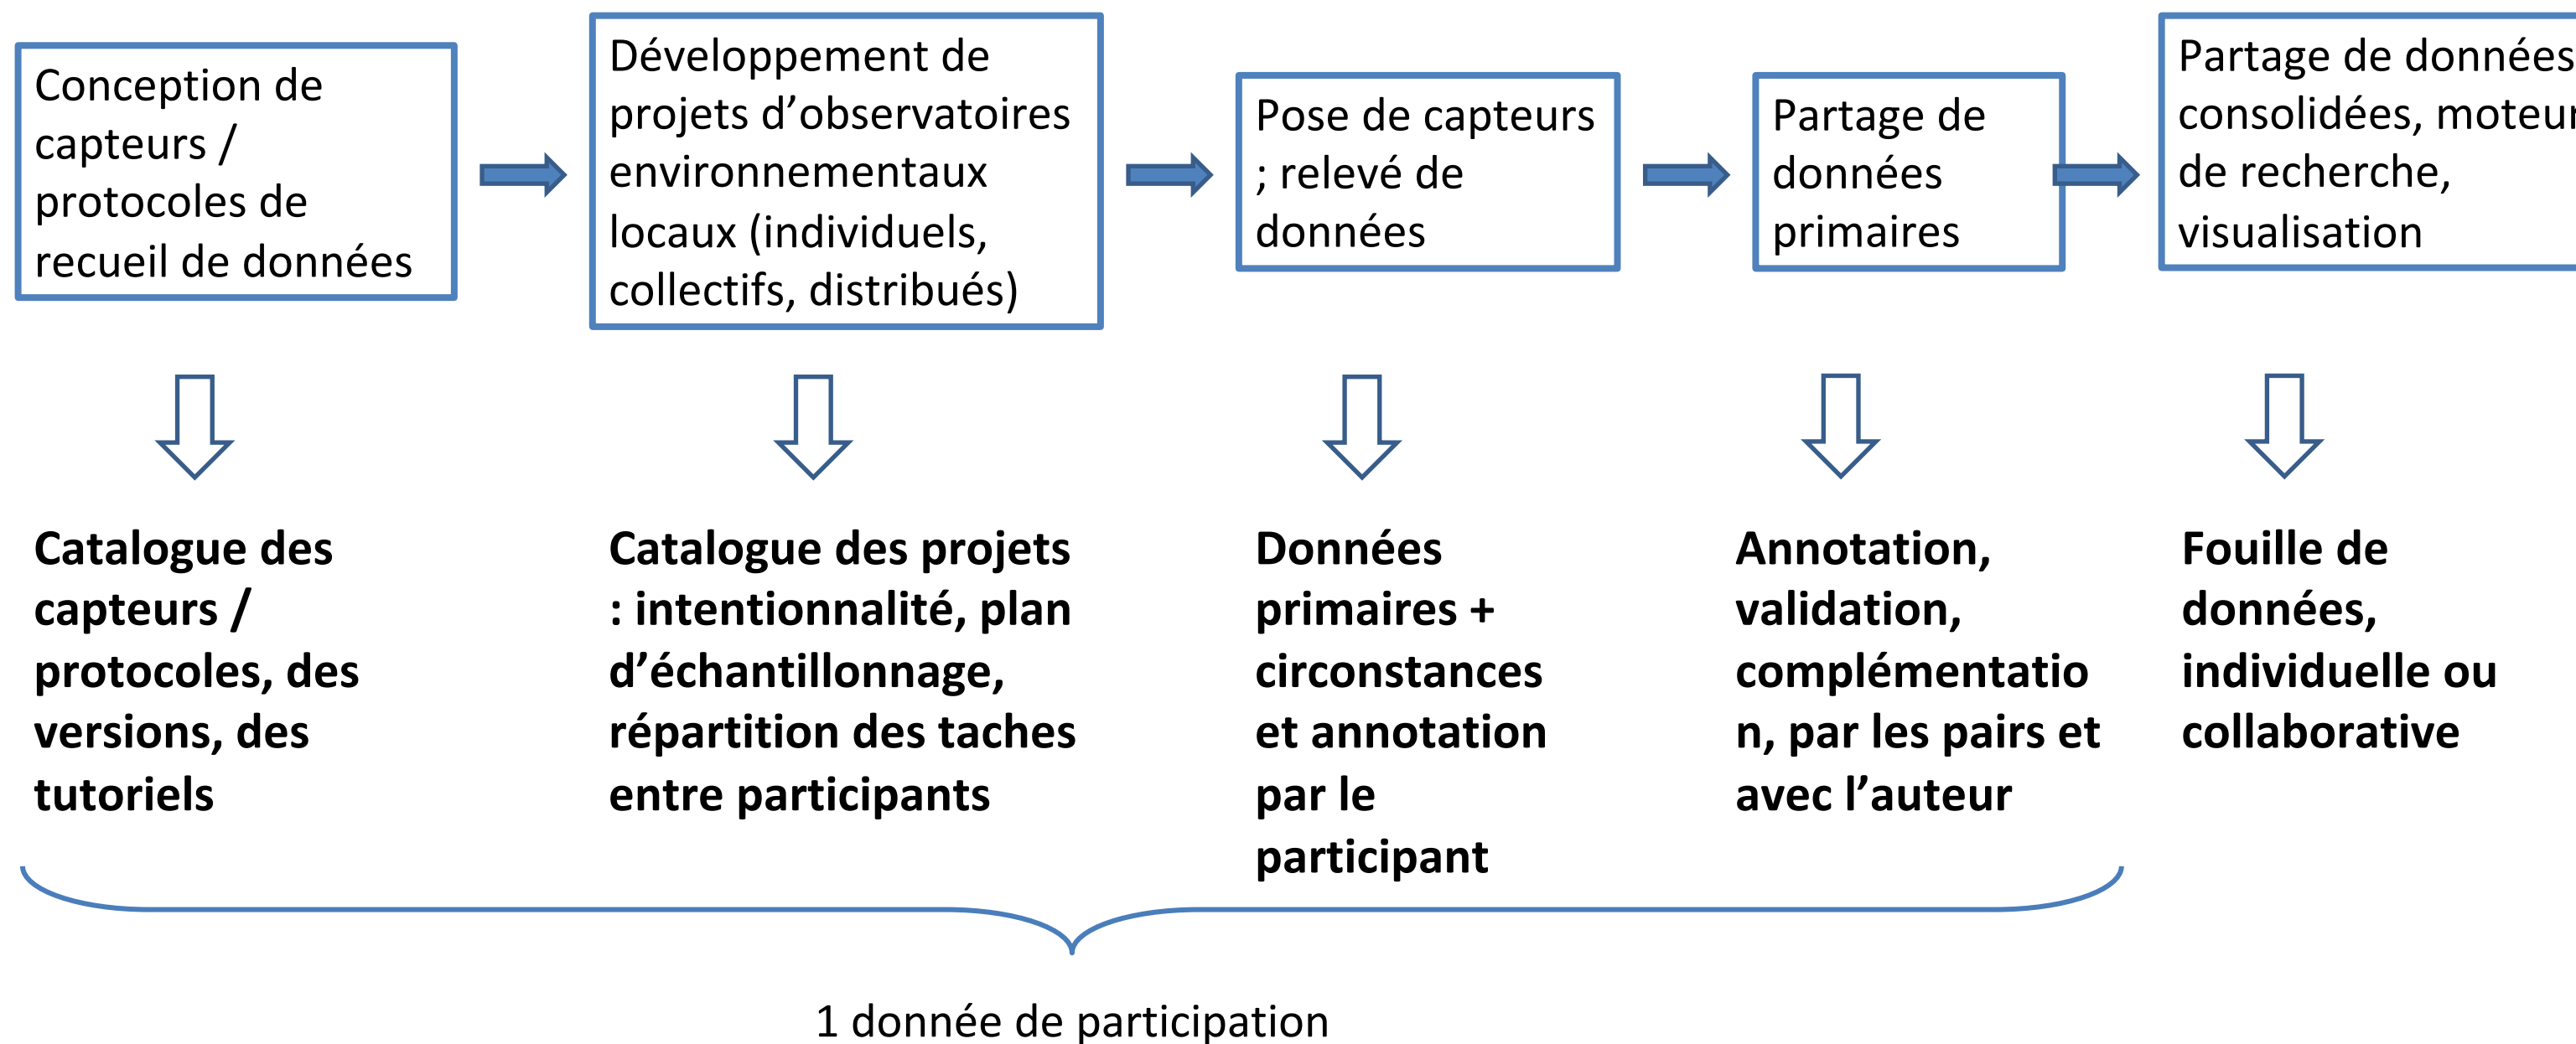 Conception de
capteurs /
protocoles de
recueil de données
Développement de
projets d’observatoires
environnementaux
locaux (individuels,
collectifs, distribués)
Pose de capteurs
; relevé de
données
Partage de
données
primaires
Partage de données
consolidées, moteur
de recherche,
visualisation
Catalogue des
capteurs /
protocoles, des
versions, des
tutoriels
Catalogue des projets
: intentionnalité, plan
d’échantillonnage,
répartition des taches
entre participants
Données
primaires +
circonstances
et annotation
par le
participant
Annotation,
validation,
complémentatio
n, par les pairs et
avec l’auteur
Fouille de
données,
individuelle ou
collaborative
1 donnée de participation